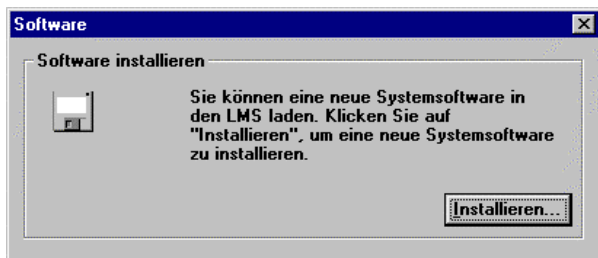 Software
Software installieren
Sie können eine neue Systemsoftware in
den LMS laden. Klicken Sie auf
"Installieren", um eine neue Systemsoftware
zu installieren.
Installieren...